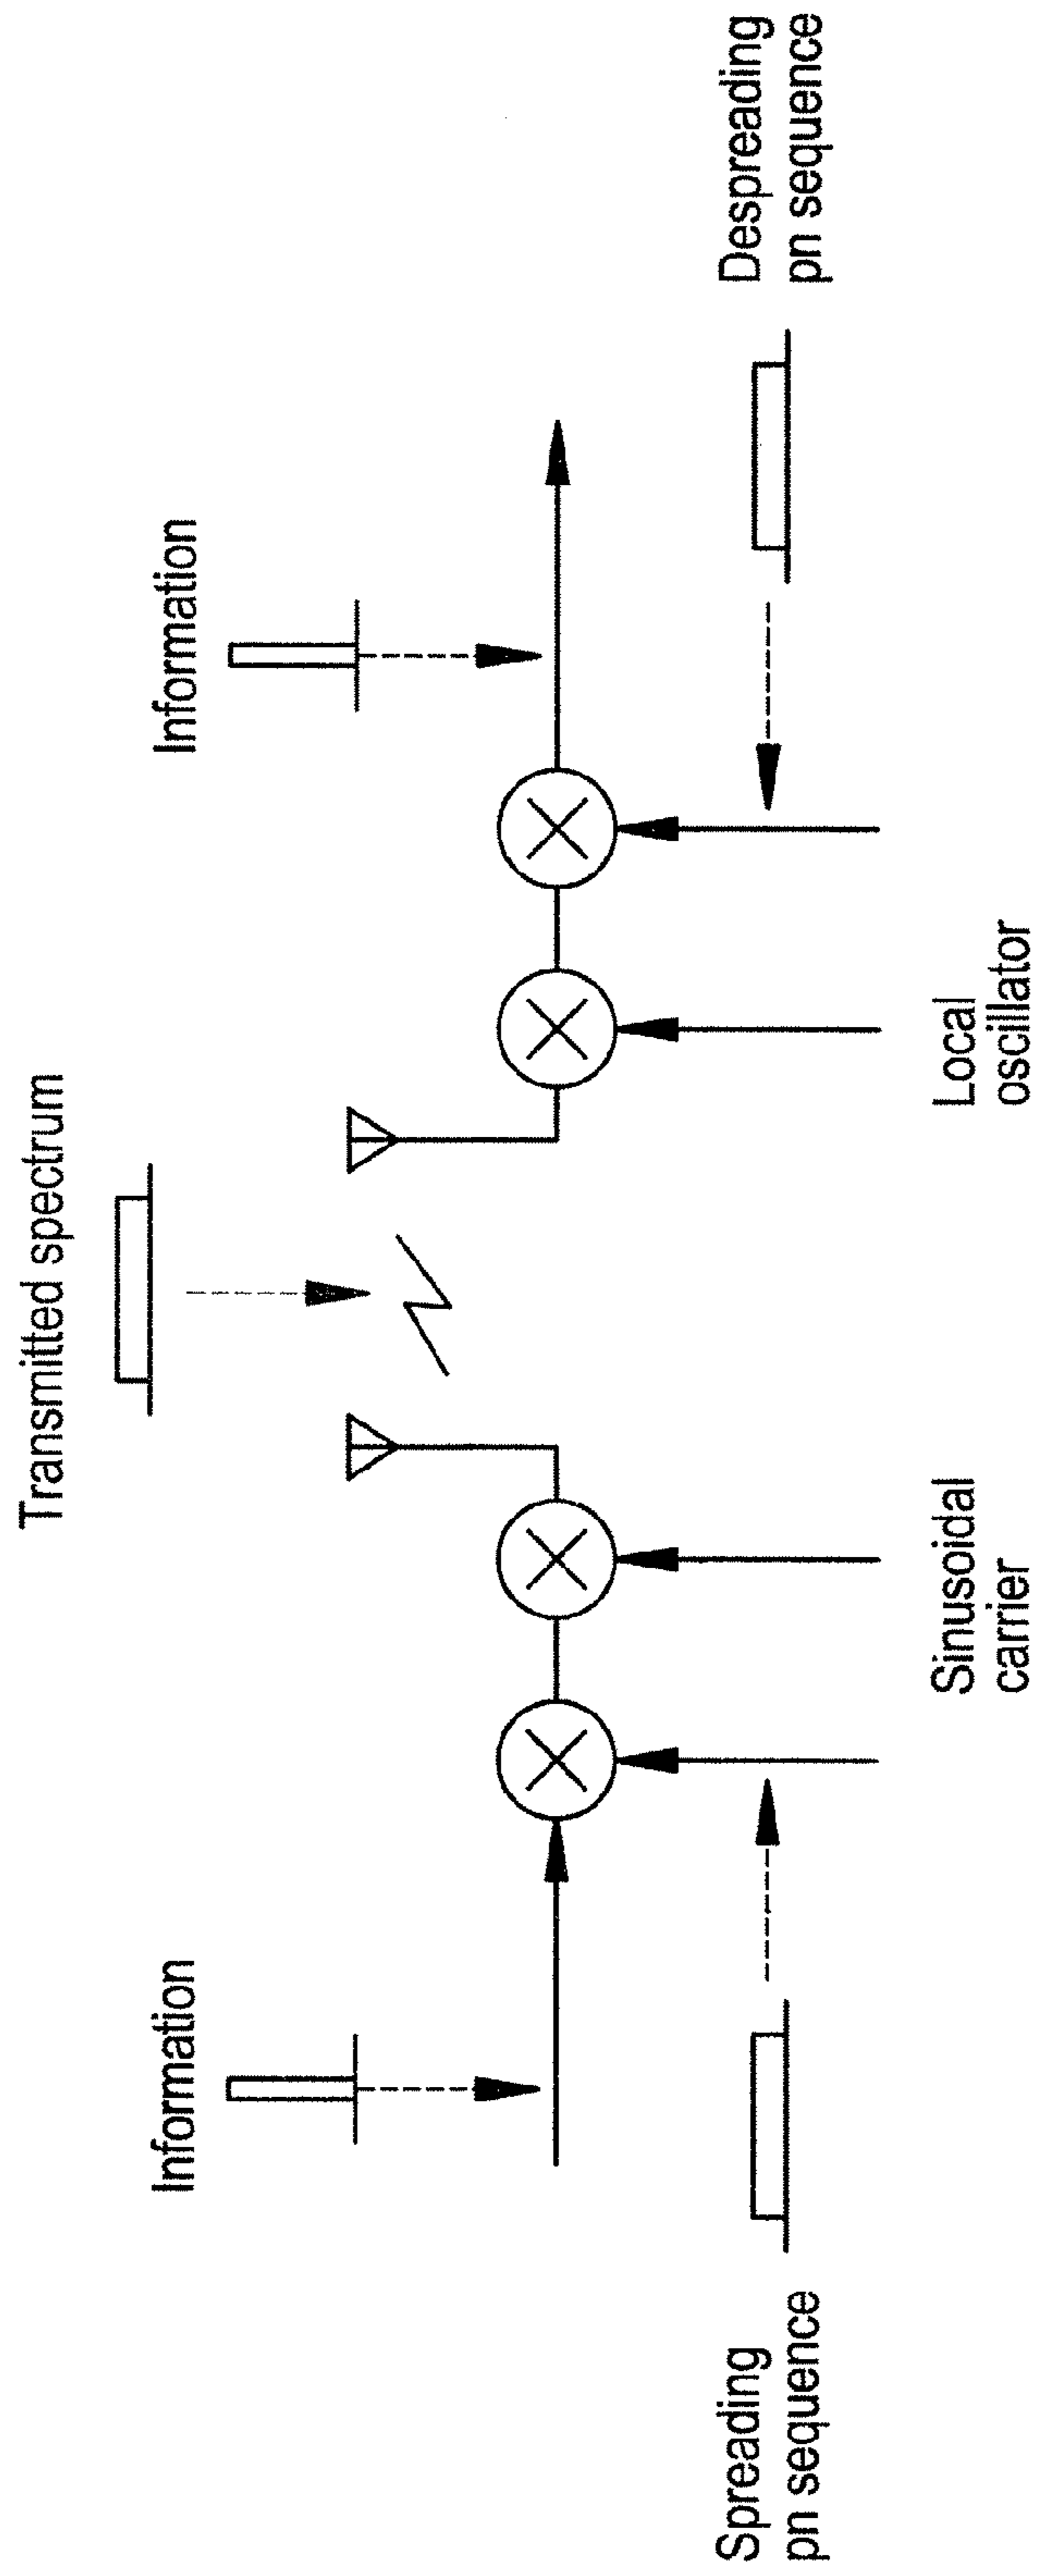 Transmitted spectrum
Information
Information
Spreading
pn sequence
Sinusoidal
carrier
Local
oscillator
Despreading
pn sequence